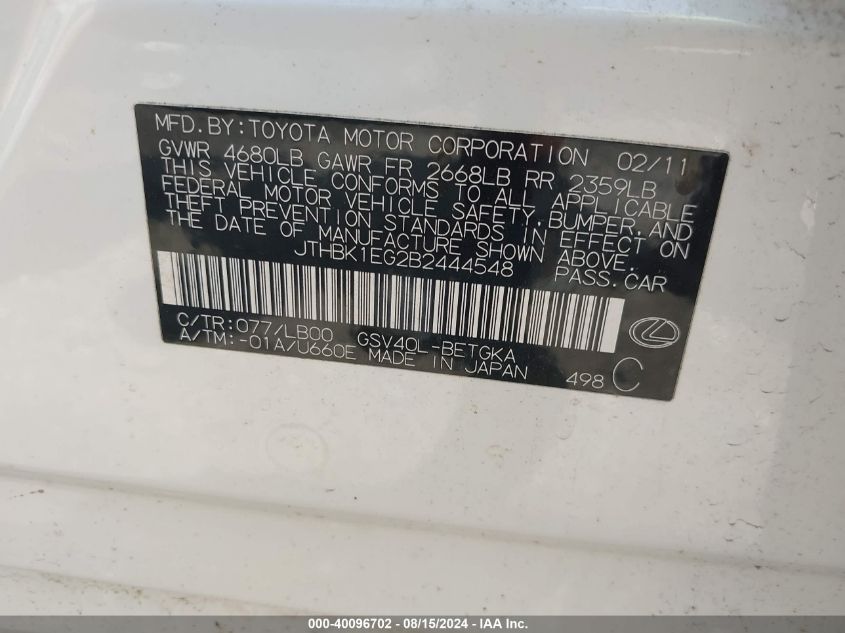 MFD.BY:TOYOTA MOTOR CORPORATION 02/11
GVWR 4680LB GAWR FR 2668LB RR 2359LB
THIS VEHICLE CONFORMS TO ALL APPLICABLE
FEDERAL MOTOR VEHICLE SAFETY,BUMPER,AND
THEFT PREVENTION STANDARDS IN EFFECT ON
THE DATE OF MANUFACTURE SHOWN ABOVE.
JTHBK1EG2B2444548 PASS.CAR
C/TR:077/LB00 GSV40L-BETGKA
A/TM:-01A/U660E MADE IN JAPAN 498 C
000-40096702 - 08/15/2024 - IAA Inc.